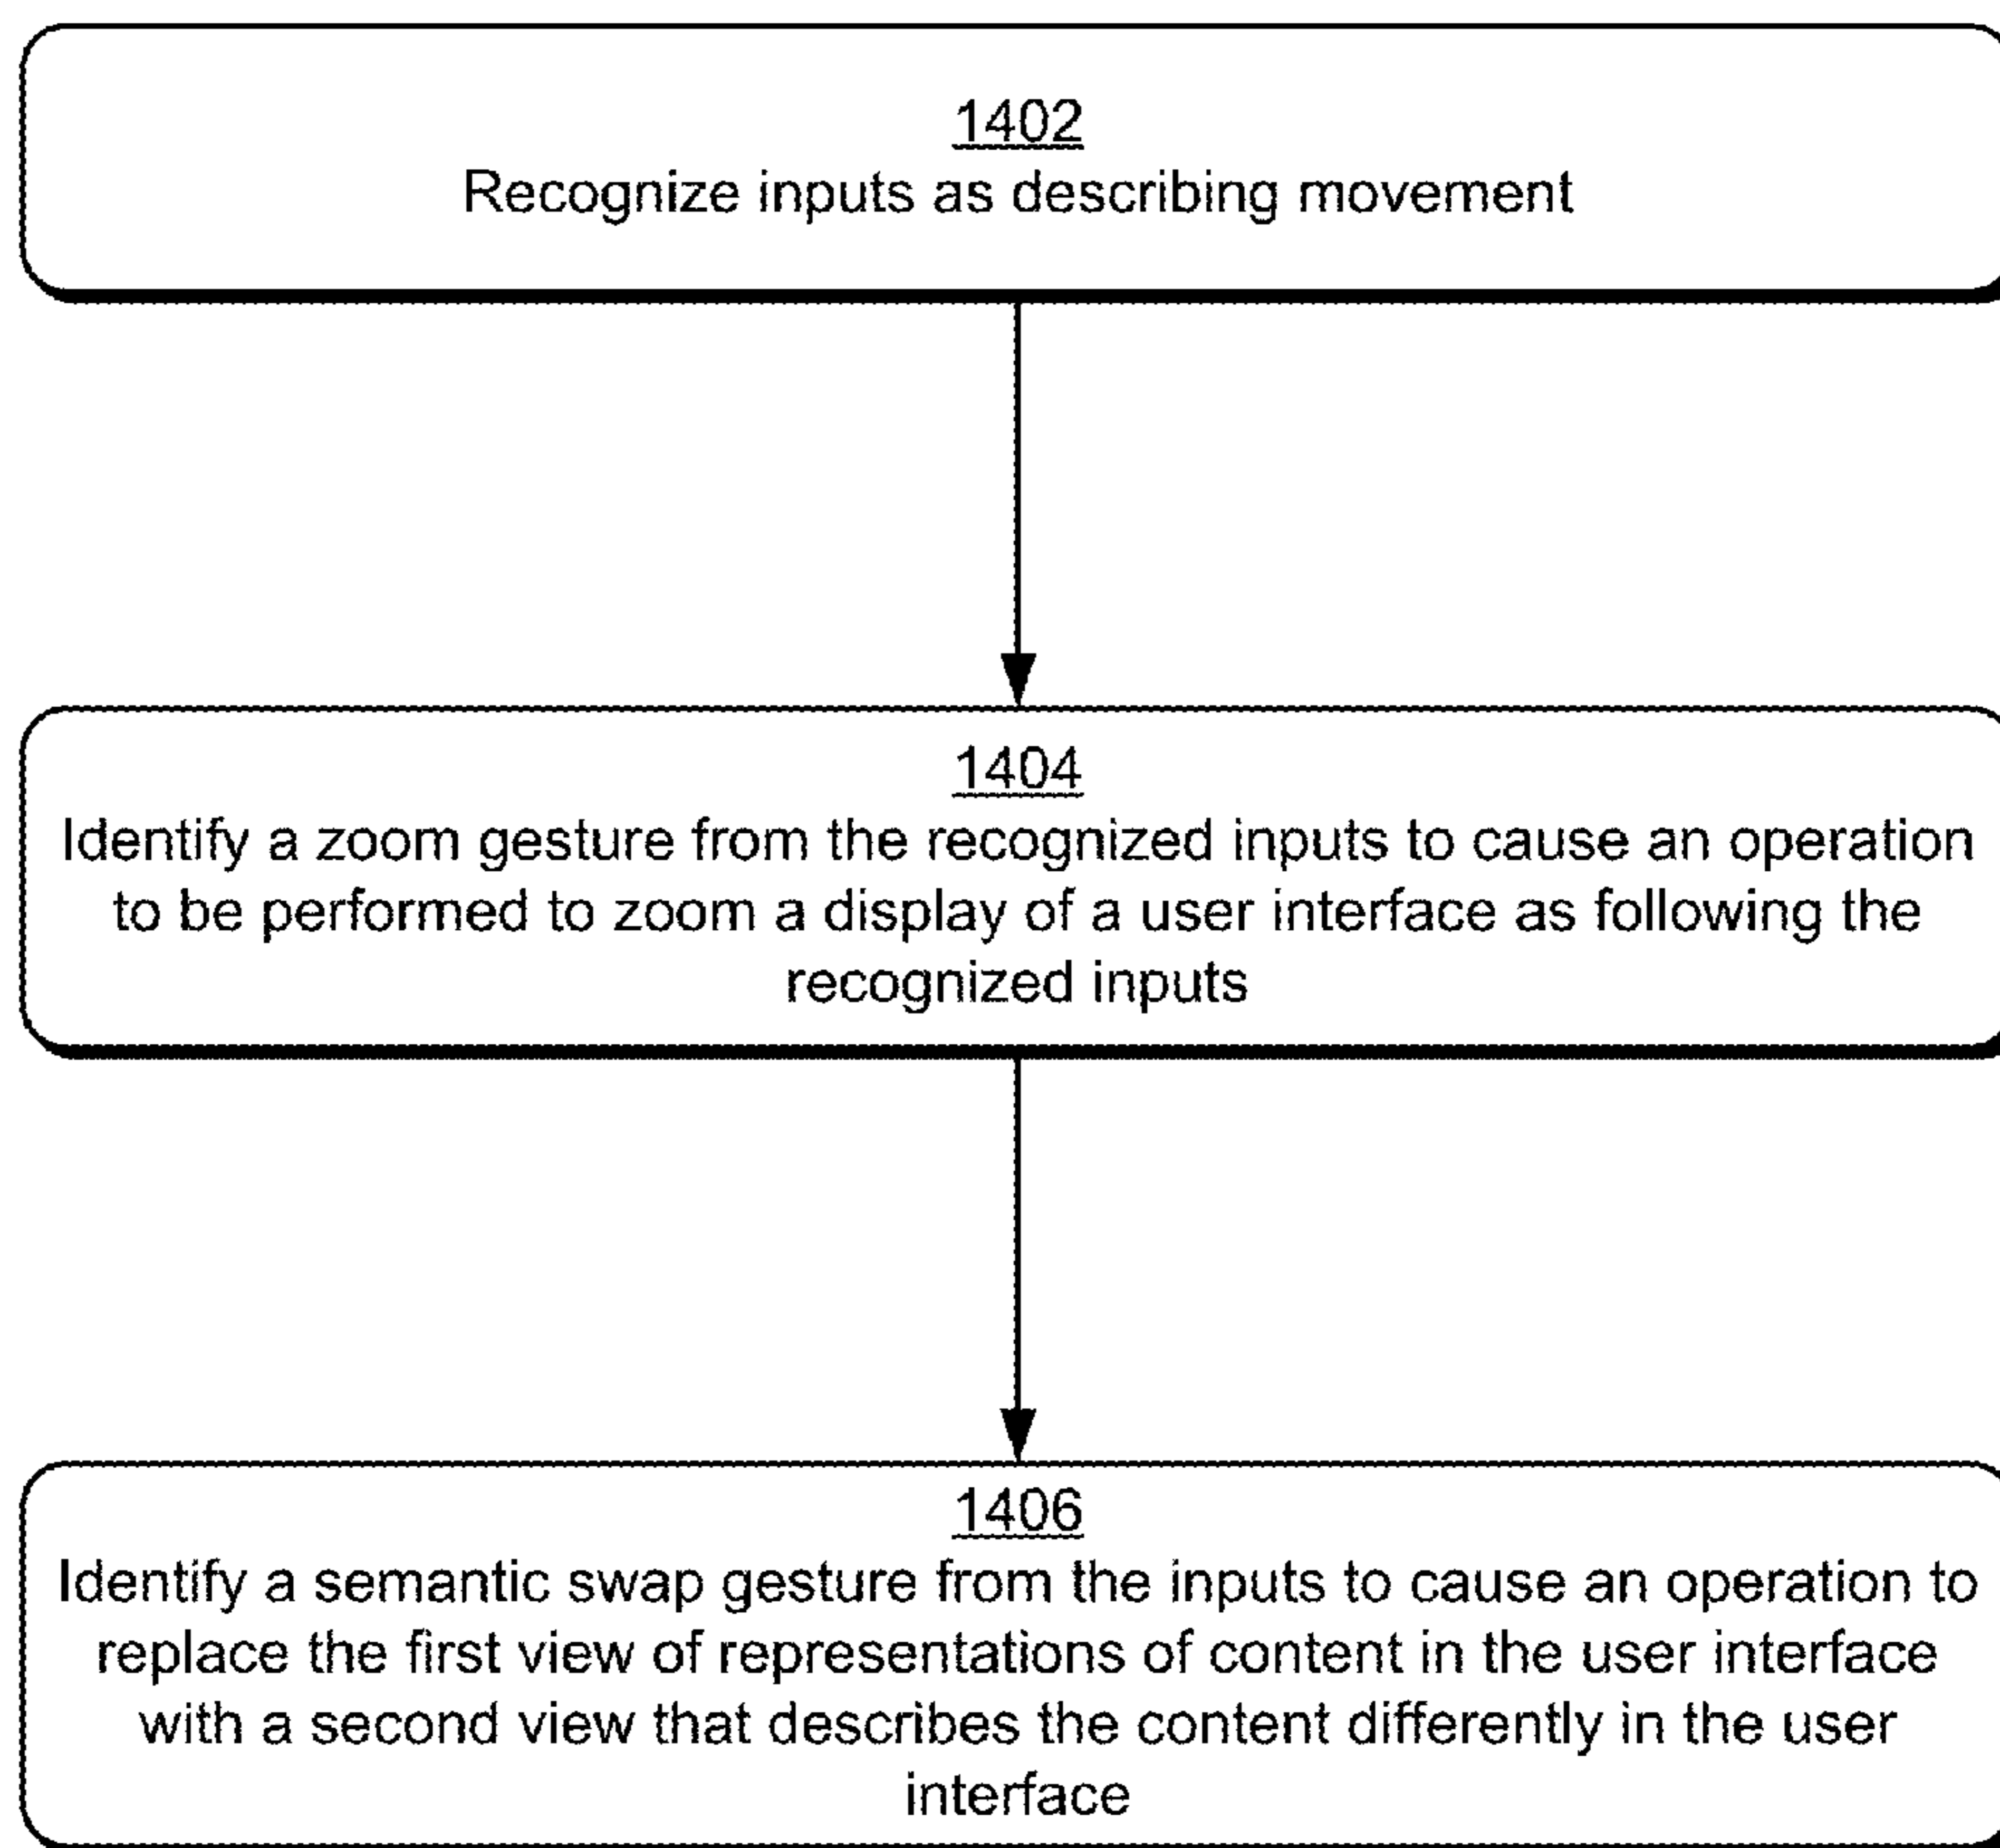 1402
Recognize inputs as describing movement
1404
Identify a zoom gesture from the recognized inputs to cause an operation
to be performed to zoom a display of a user interface as following the
recognized inputs
1406
Identify a semantic swap gesture from the inputs to cause an operation to
replace the first view of representations of content in the user interface
with a second view that describes the content differently in the user
interface